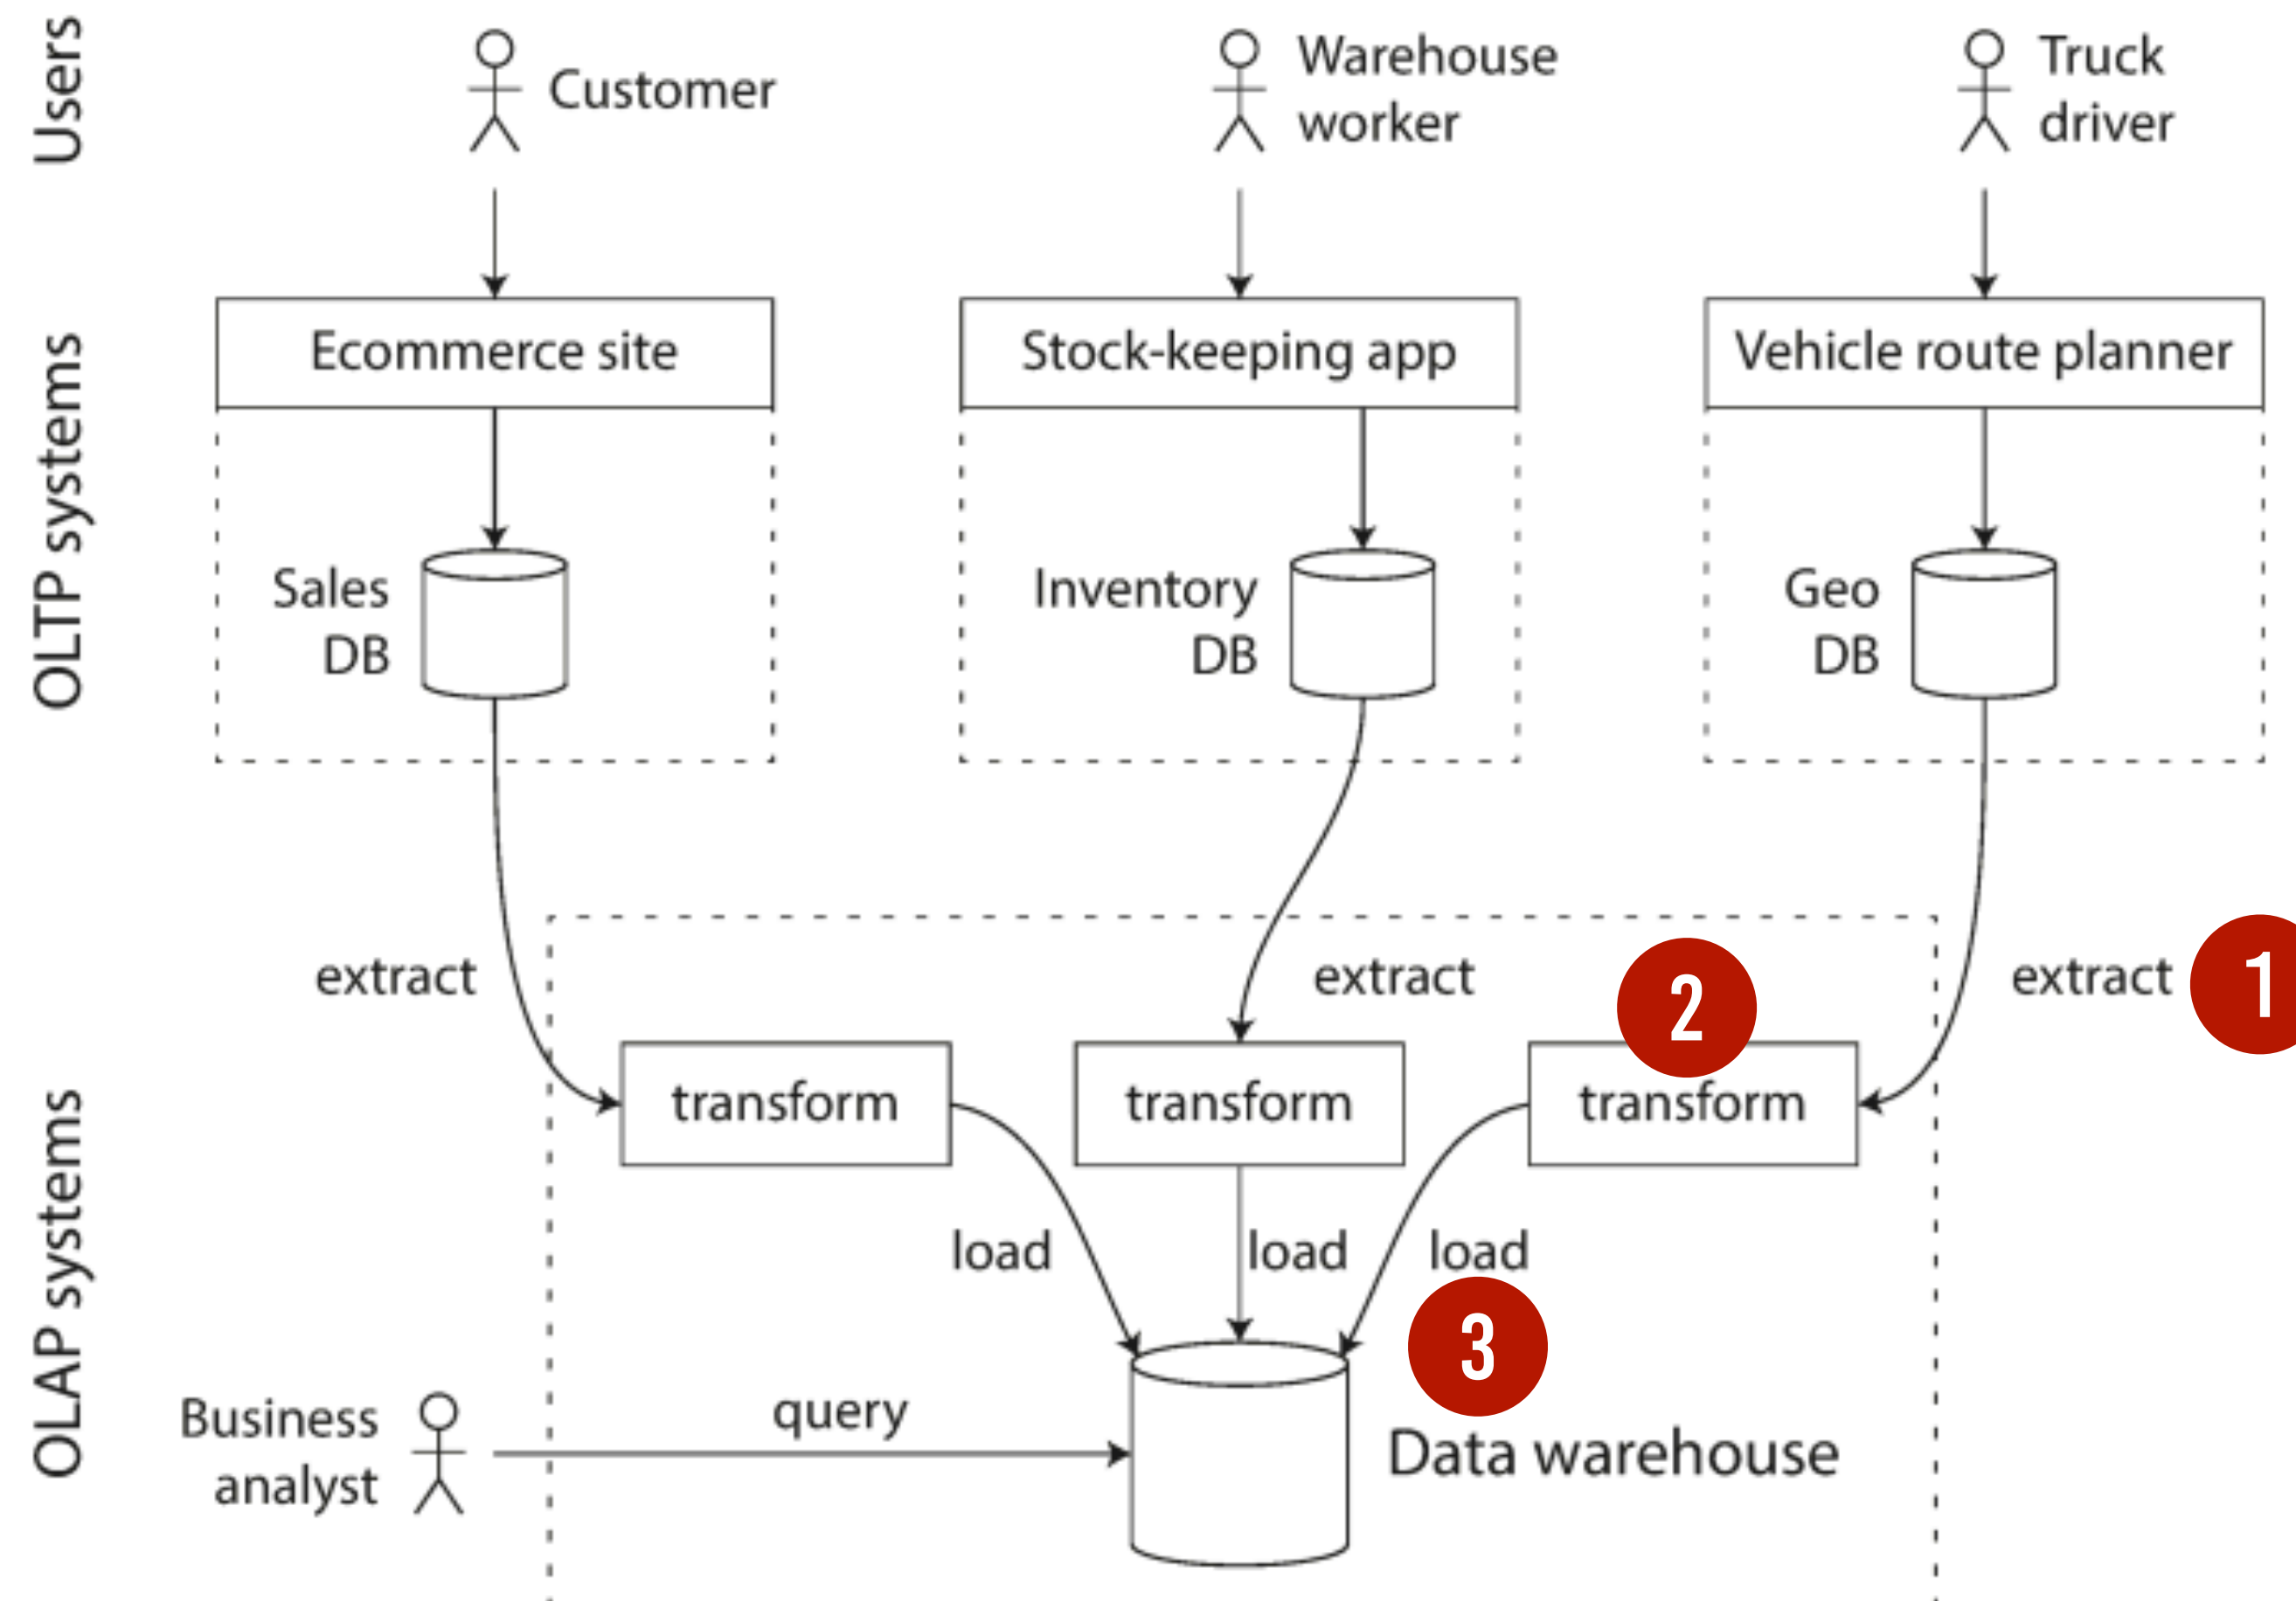 Users
Customer
Warehouse
worker
Truck
driver
OLTP systems
Ecommerce site
Stock-keeping app
Vehicle route planner
Sales
DB
Inventory
DB
Geo
DB
OLAP systems
extract
extract
extract
1
2
transform
transform
transform
load
load
load
3
Business
analyst
query
Data warehouse